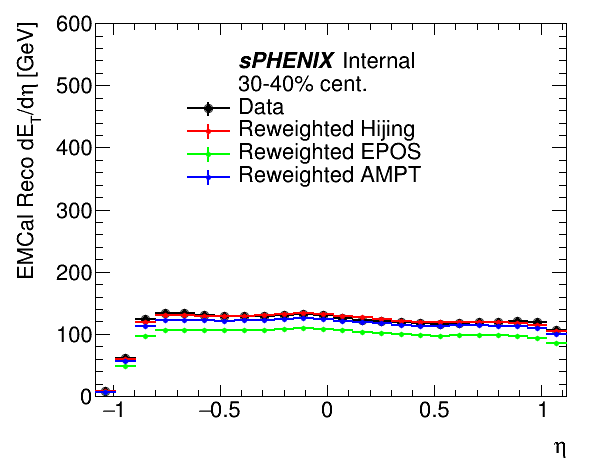 EMCal Reco dE_T/dη [GeV]
600
500
400
300
200
100
0
sPHENIX Internal
30-40% cent.
Data
Reweighted Hijing
Reweighted EPOS
Reweighted AMPT
−1 −0.5 0 0.5 1
η